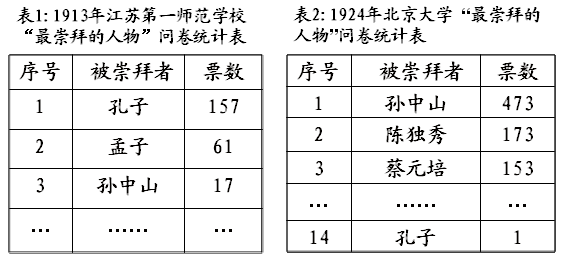 表1: 1913年江苏第一师范学校
“最崇拜的人物”问卷统计表
序号 被崇拜者 票数
1 孔子 157
2 孟子 61
3 孙中山 17
… …… …
表2: 1924年北京大学“最崇拜的
人物”问卷统计表
序号 被崇拜者 票数
1 孙中山 473
2 陈独秀 173
3 蔡元培 153
… …… …
14 孔子 1